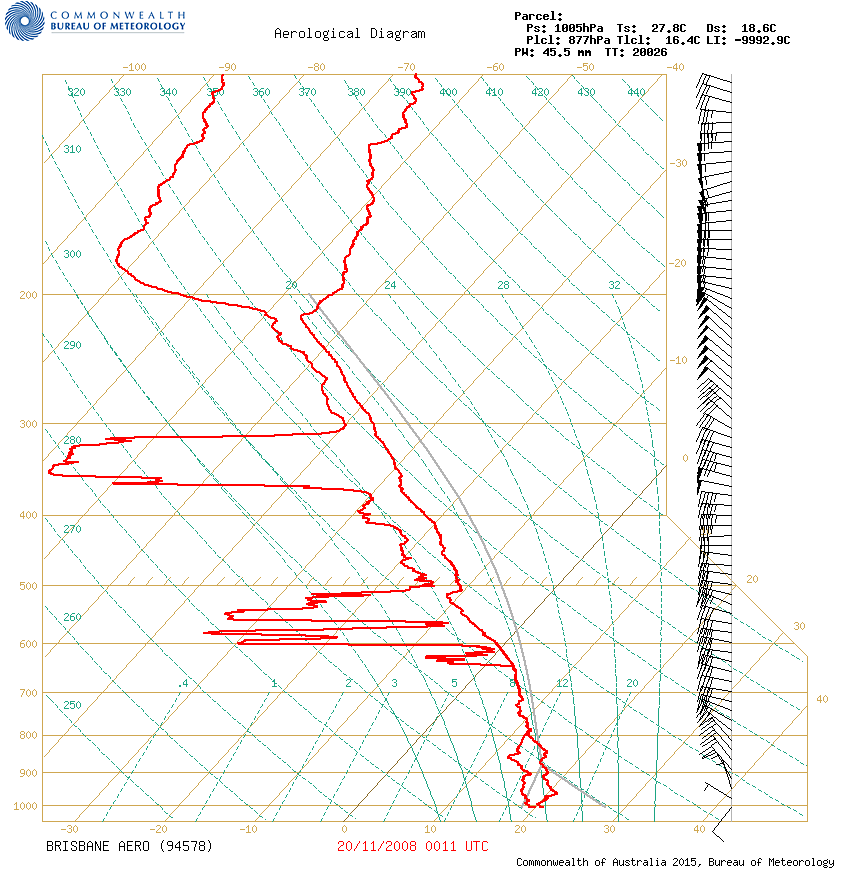 COMMONWEALTH
BUREAU OF METEOROLOGY
Aerological Diagram
Parcel:
Ps: 1005hPa Ts: 27.8C Ds: 18.6C
Plcl: 877hPa Tlcl: 16.4C LI: -9992.9C
PW: 45.5 mm TT: 20026
-100 -90 -80 -70 -60 -50 -40
320 330 340 350 360 370 380 390 400 410 420 430 440
310
-30
300
-20
20 24 28 32
200
290
-10
300
280
0
400
270
10
500
20
260
30
600
.4 1 2 3 5 8 12 20
700
40
250
800
900
1000
-30 -20 -10 0 10 20 30 40
BRISBANE AERO (94578) 20/11/2008 0011 UTC
Commonwealth of Australia 2015, Bureau of Meteorology